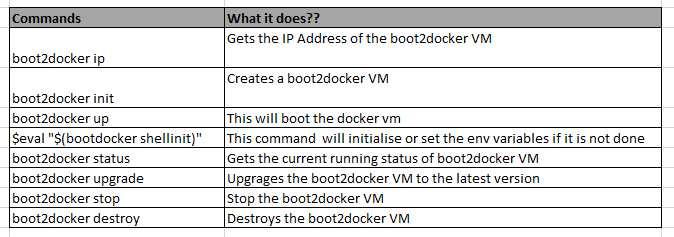 Commands What it does??
boot2docker ip Gets the IP Address of the boot2docker VM
boot2docker init Creates a boot2docker VM
boot2docker up This will boot the docker vm
$eval "$(bootdocker shellinit)" This command will initialise or set the env variables if it is not done
boot2docker status Gets the current running status of boot2docker VM
boot2docker upgrade Upgrages the boot2docker VM to the latest version
boot2docker stop Stop the boot2docker VM
boot2docker destroy Destroys the boot2docker VM